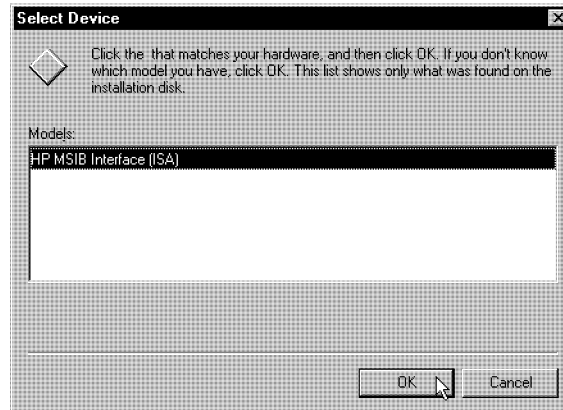 Select Device
Click the  that matches your hardware, and then click OK. If you don't know
which model you have, click OK. This list shows only what was found on the
installation disk.
Models:
HP MSIB Interface (ISA)
OK
Cancel